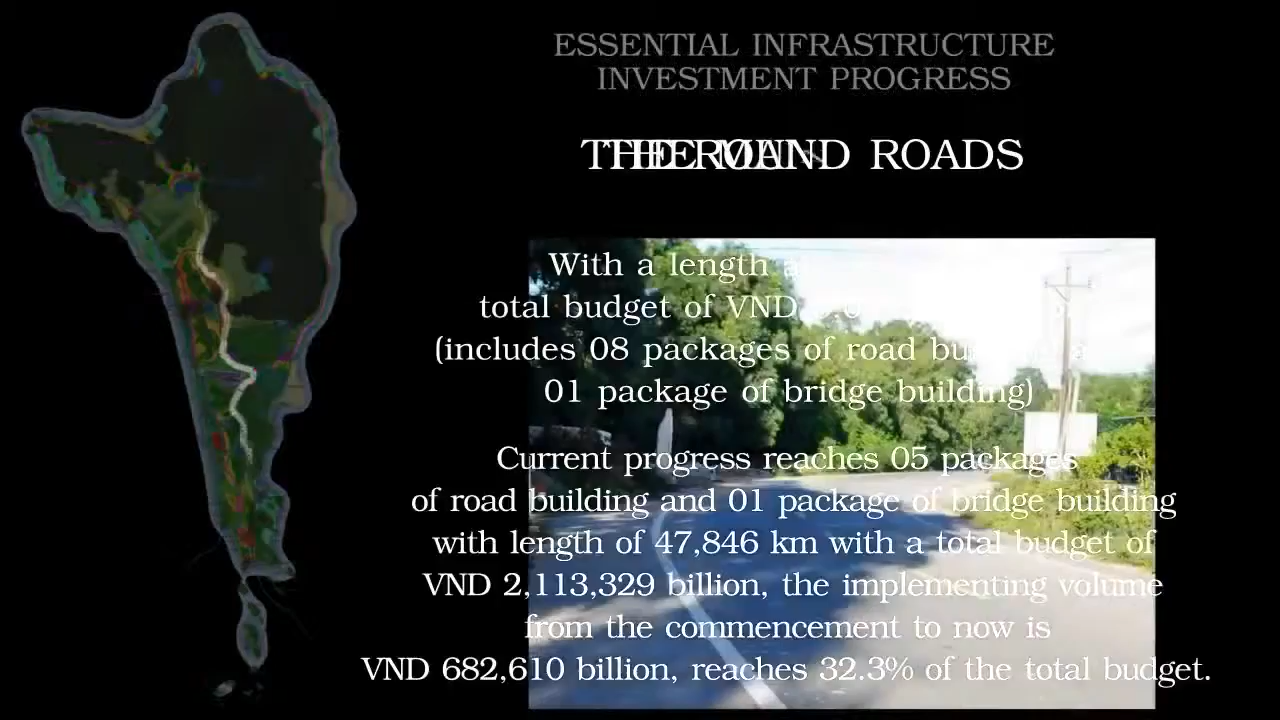 ESSENTIAL INFRASTRUCTURE
INVESTMENT PROGRESS
ROADS
With a length
total budget of VND
(includes 08 packages of road
01 package of bridge building)
Current progress reaches 05 packages
of road building and 01 package of bridge building
with length of 47,846 km with a total budget of
VND 2,113,329 billion, the implementing volume
from the commencement to now is
VND 682,610 billion, reaches 32.3% of the total budget.